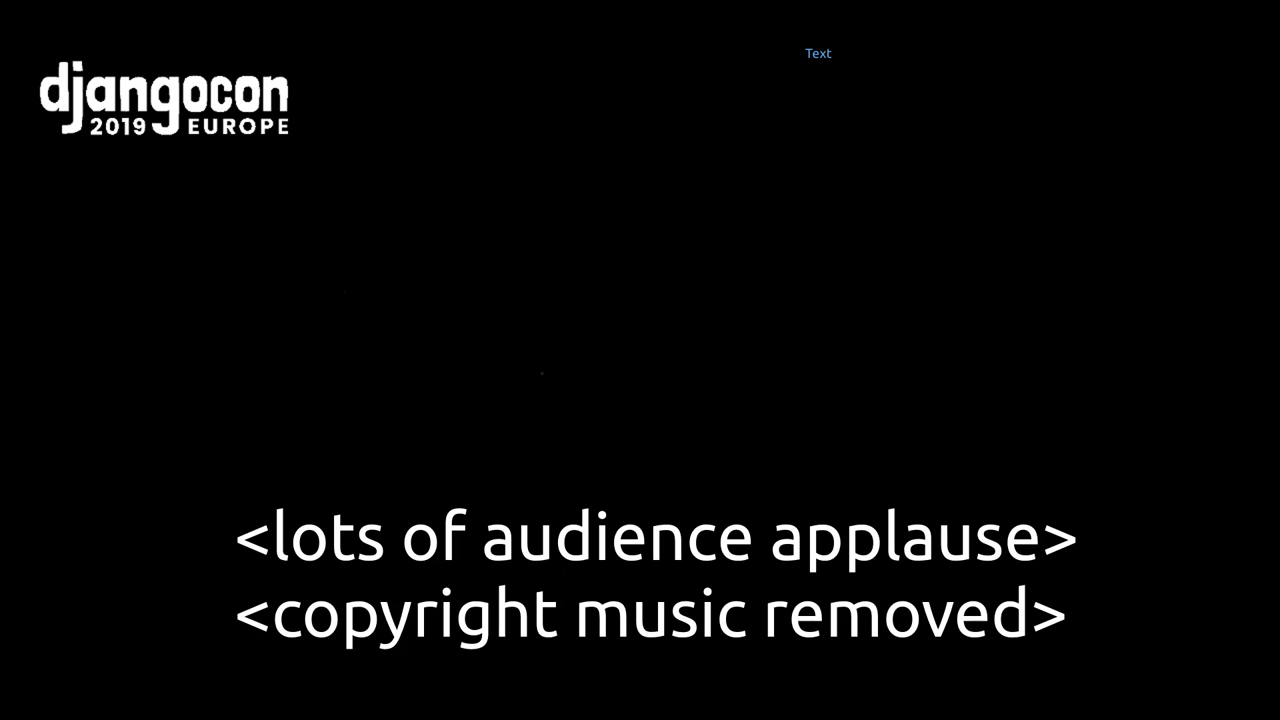 djangocon
2019 EUROPE
Text
<lots of audience applause>
<copyright music removed>